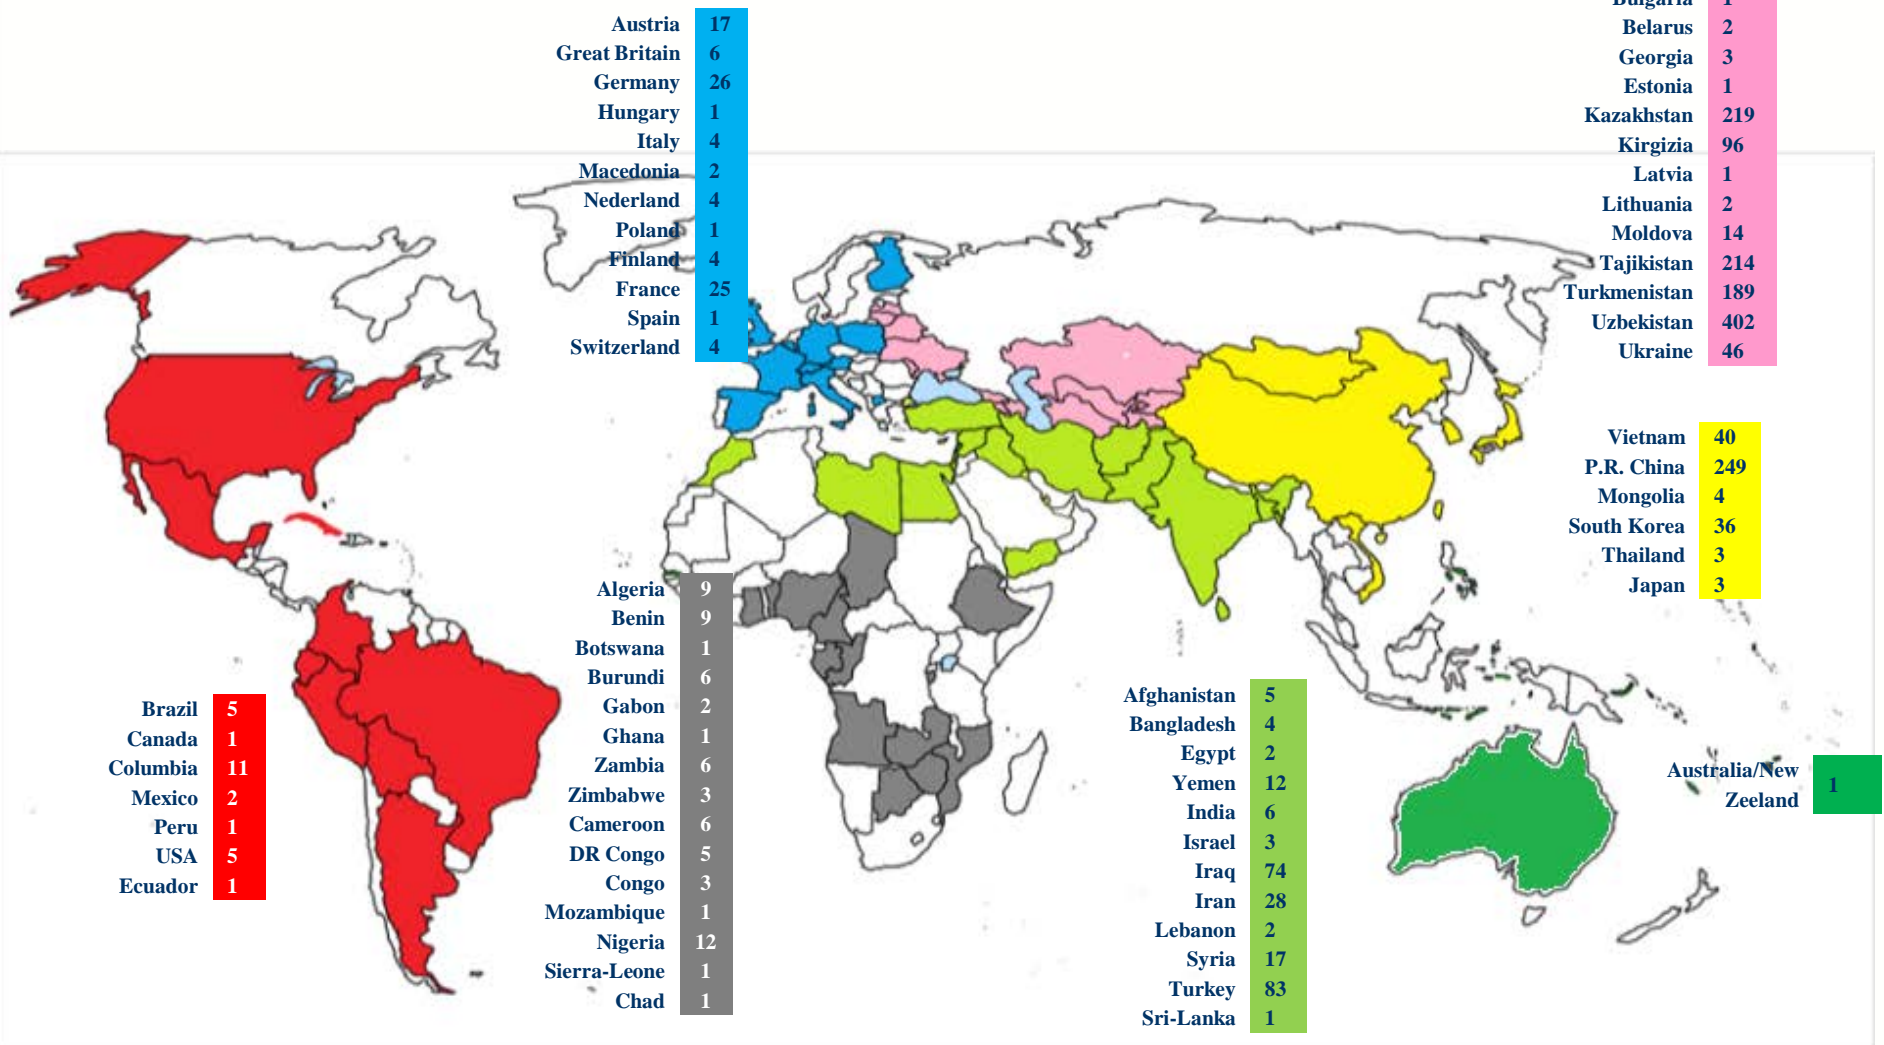 Austria 17
Great Britain 6
Germany 26
Hungary 1
Italy 4
Macedonia 2
Nederland 4
Poland 1
Finland 4
France 25
Spain 1
Switzerland 4
Bulgaria 1
Belarus 2
Georgia 3
Estonia 1
Kazakhstan 219
Kirgizia 96
Latvia 1
Lithuania 2
Moldova 14
Tajikistan 214
Turkmenistan 189
Uzbekistan 402
Ukraine 46
Vietnam 40
P.R. China 249
Mongolia 4
South Korea 36
Thailand 3
Japan 3
Algeria 9
Benin 9
Botswana 1
Burundi 6
Gabon 2
Ghana 1
Zambia 6
Zimbabwe 3
Cameroon 6
DR Congo 5
Congo 3
Mozambique 1
Nigeria 12
Sierra-Leone 1
Chad 1
Brazil 5
Canada 1
Columbia 11
Mexico 2
Peru 1
USA 5
Ecuador 1
Afghanistan 5
Bangladesh 4
Egypt 2
Yemen 12
India 6
Israel 3
Iraq 74
Iran 28
Lebanon 2
Syria 17
Turkey 83
Sri-Lanka 1
Australia/New
Zeeland 1